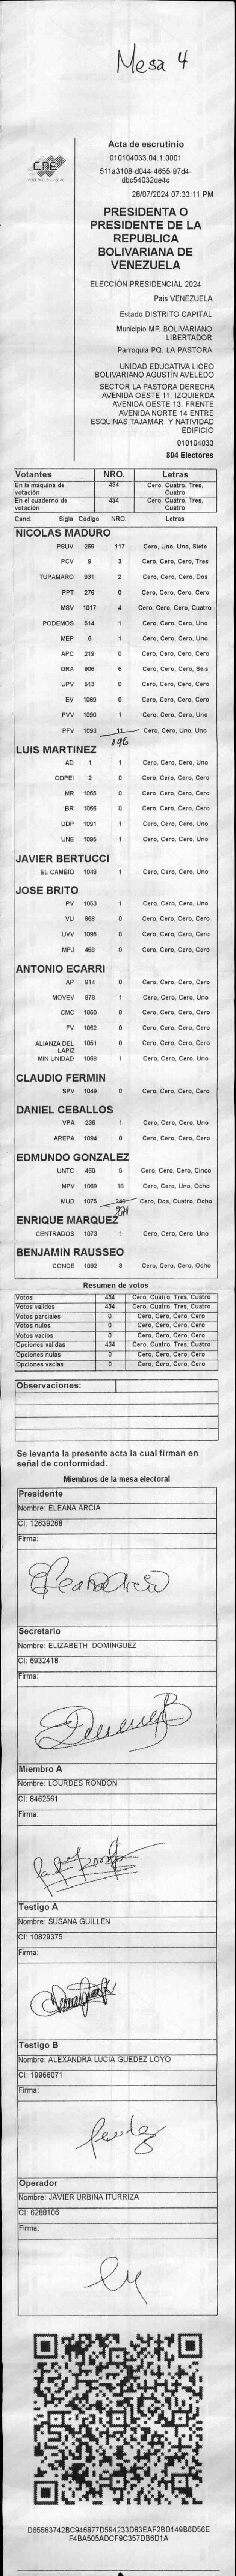 Mesa 4
CNE
Acta de escrutinio
010104033.04.1.0001
511a3108-d044-4655-97d4-
dbc54032de4c
28/07/2024 07:33:11 PM
PRESIDENTA O
PRESIDENTE DE LA
REPUBLICA
BOLIVARIANA DE
VENEZUELA
ELECCIÓN PRESIDENCIAL 2024
Pais VENEZUELA
Estado DISTRITO CAPITAL
Municipio MP. BOLIVARIANO
LIBERTADOR
Parroquia PQ. LA PASTORA
UNIDAD EDUCATIVA LICEO
BOLIVARIANO AGUSTÍN AVELEDO
SECTOR LA PASTORA DERECHA
AVENIDA OESTE 11. IZQUIERDA
AVENIDA OESTE 13. FRENTE
AVENIDA NORTE 14 ENTRE
ESQUINAS TAJAMAR Y NATIVIDAD
EDIFICIO
010104033
804 Electores
Votantes NRO. Letras
En la máquina de votación 434 Cero, Cuatro, Tres, Cuatro
En el cuaderno de votación 434 Cero, Cuatro, Tres, Cuatro
Cand. Sigla Código NRO. Letras
NICOLAS MADURO
PSUV 269 117 Cero, Uno, Uno, Siete
PCV 9 3 Cero, Cero, Cero, Tres
TUPAMARO 931 2 Cero, Cero, Cero, Dos
PPT 276 0 Cero, Cero, Cero, Cero
MSV 1017 4 Cero, Cero, Cero, Cuatro
PODEMOS 514 1 Cero, Cero, Cero, Uno
MEP 6 1 Cero, Cero, Cero, Uno
APC 219 0 Cero, Cero, Cero, Cero
ORA 906 6 Cero, Cero, Cero, Seis
UPV 513 0 Cero, Cero, Cero, Cero
EV 1089 0 Cero, Cero, Cero, Cero
PVV 1090 1 Cero, Cero, Cero, Uno
PFV 1093 11 Cero, Cero, Uno, Uno
146
LUIS MARTINEZ
AD 1 1 Cero, Cero, Cero, Uno
COPEI 2 0 Cero, Cero, Cero, Cero
MR 1065 0 Cero, Cero, Cero, Cero
BR 1066 0 Cero, Cero, Cero, Cero
DDP 1091 1 Cero, Cero, Cero, Uno
UNE 1095 1 Cero, Cero, Cero, Uno
JAVIER BERTUCCI
EL CAMBIO 1048 1 Cero, Cero, Cero, Uno
JOSE BRITO
PV 1053 1 Cero, Cero, Cero, Uno
VU 868 0 Cero, Cero, Cero, Cero
UVV 1096 0 Cero, Cero, Cero, Cero
MPJ 458 0 Cero, Cero, Cero, Cero
ANTONIO ECARRI
AP 814 0 Cero, Cero, Cero, Cero
MOVEV 878 1 Cero, Cero, Cero, Uno
CMC 1050 0 Cero, Cero, Cero, Cero
FV 1062 0 Cero, Cero, Cero, Cero
ALIANZA DEL LAPIZ 1051 0 Cero, Cero, Cero, Cero
MIN UNIDAD 1068 1 Cero, Cero, Cero, Uno
CLAUDIO FERMIN
SPV 1049 0 Cero, Cero, Cero, Cero
DANIEL CEBALLOS
VPA 236 1 Cero, Cero, Cero, Uno
AREPA 1094 0 Cero, Cero, Cero, Cero
EDMUNDO GONZALEZ
UNTC 450 5 Cero, Cero, Cero, Cinco
MPV 1069 18 Cero, Cero, Uno, Ocho
MUD 1075 248 Cero, Dos, Cuatro, Ocho
271
ENRIQUE MARQUEZ
CENTRADOS 1073 1 Cero, Cero, Cero, Uno
BENJAMIN RAUSSEO
CONDE 1092 8 Cero, Cero, Cero, Ocho
Resumen de votos
Votos 434 Cero, Cuatro, Tres, Cuatro
Votos validos 434 Cero, Cuatro, Tres, Cuatro
Votos parciales 0 Cero, Cero, Cero, Cero
Votos nulos 0 Cero, Cero, Cero, Cero
Votos vacios 0 Cero, Cero, Cero, Cero
Opciones validas 434 Cero, Cuatro, Tres, Cuatro
Opciones nulas 0 Cero, Cero, Cero, Cero
Opciones vacias 0 Cero, Cero, Cero, Cero
Observaciones:
Se levanta la presente acta la cual firman en
señal de conformidad.
Miembros de la mesa electoral
Presidente
Nombre: ELEANA ARCIA
CI: 12639268
Firma:
Secretario
Nombre: ELIZABETH DOMINGUEZ
CI: 6932418
Firma:
Miembro A
Nombre: LOURDES RONDON
CI: 8462561
Firma:
Testigo A
Nombre: SUSANA GUILLEN
CI: 10829375
Firma:
Testigo B
Nombre: ALEXANDRA LUCIA GUEDEZ LOYO
CI: 19966071
Firma:
Operador
Nombre: JAVIER URBINA ITURRIZA
CI: 6288106
Firma:
D65563742BC946877D594233D83EAF2BD149B6D56E
F4BA505ADCF9C357DB6D1A